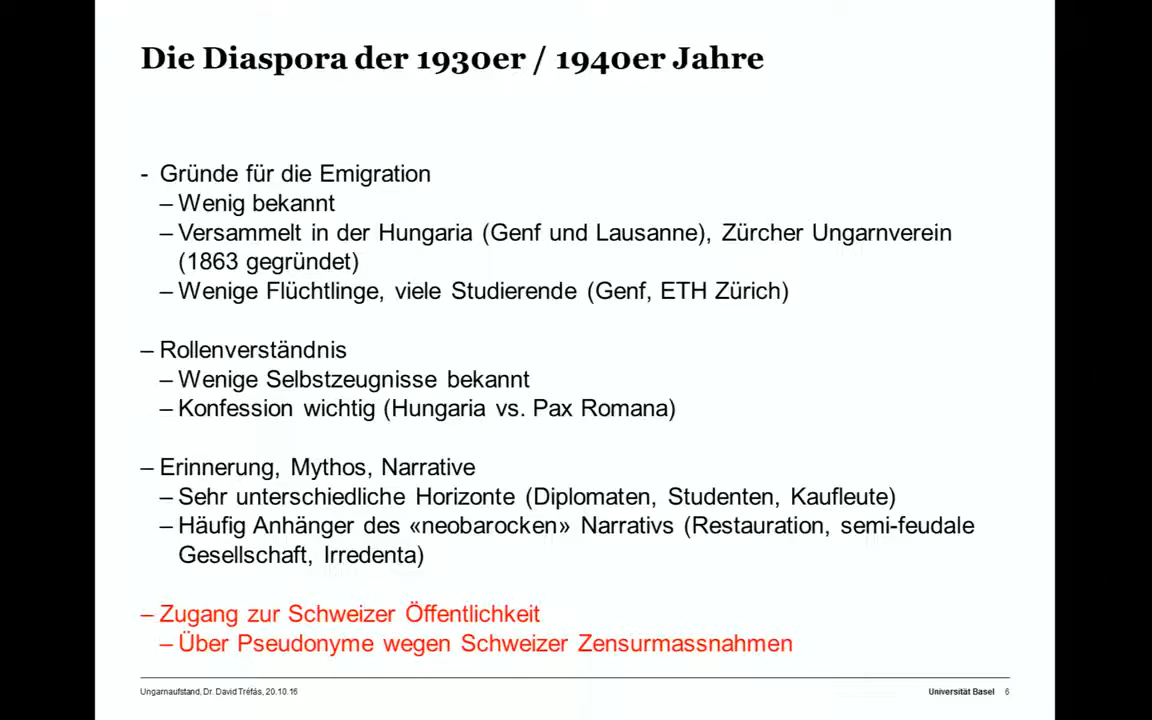 Die Diaspora der 1930er / 1940er Jahre
- Gründe für die Emigration
– Wenig bekannt
– Versammelt in der Hungaria (Genf und Lausanne), Zürcher Ungarnverein
(1863 gegründet)
– Wenige Flüchtlinge, viele Studierende (Genf, ETH Zürich)
– Rollenverständnis
– Wenige Selbstzeugnisse bekannt
– Konfession wichtig (Hungaria vs. Pax Romana)
– Erinnerung, Mythos, Narrative
– Sehr unterschiedliche Horizonte (Diplomaten, Studenten, Kaufleute)
– Häufig Anhänger des «neobarocken» Narrativs (Restauration, semi-feudale
Gesellschaft, Irredenta)
– Zugang zur Schweizer Öffentlichkeit
– Über Pseudonyme wegen Schweizer Zensurmassnahmen
Ungarnaufstand, Dr. David Tréfás, 20.10.16
Universität Basel 6